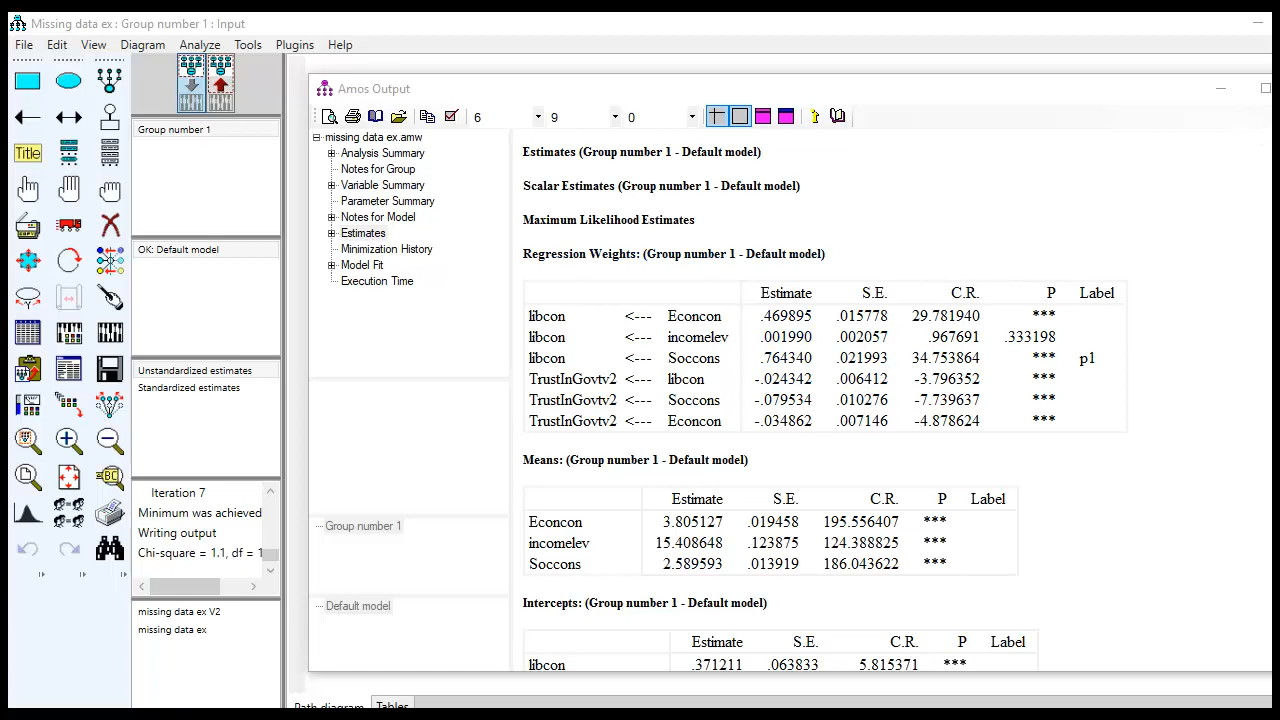 Missing data ex : Group number 1 : Input
File Edit View Diagram Analyze Tools Plugins Help
Title
Group number 1
OK: Default model
Unstandardized estimates
Standardized estimates
Iteration 7
Minimum was achieved
Writing output
Chi-square = 1.1, df = 1
missing data ex V2
missing data ex
Amos Output
6 9 0
missing data ex.amw
Analysis Summary
Notes for Group
Variable Summary
Parameter Summary
Notes for Model
Estimates
Minimization History
Model Fit
Execution Time
Group number 1
Default model
Estimates (Group number 1 - Default model)
Scalar Estimates (Group number 1 - Default model)
Maximum Likelihood Estimates
Regression Weights: (Group number 1 - Default model)
Estimate S.E. C.R. P Label
libcon <--- Econcon .469895 .015778 29.781940 ***
libcon <--- incomelev .001990 .002057 .967691 .333198
libcon <--- Soccons .764340 .021993 34.753864 *** p1
TrustInGovtv2 <--- libcon -.024342 .006412 -3.796352 ***
TrustInGovtv2 <--- Soccons -.079534 .010276 -7.739637 ***
TrustInGovtv2 <--- Econcon -.034862 .007146 -4.878624 ***
Means: (Group number 1 - Default model)
Estimate S.E. C.R. P Label
Econcon 3.805127 .019458 195.556407 ***
incomelev 15.408648 .123875 124.388825 ***
Soccons 2.589593 .013919 186.043622 ***
Intercepts: (Group number 1 - Default model)
Estimate S.E. C.R. P Label
libcon .371211 .063833 5.815371 ***
Path diagram Tables